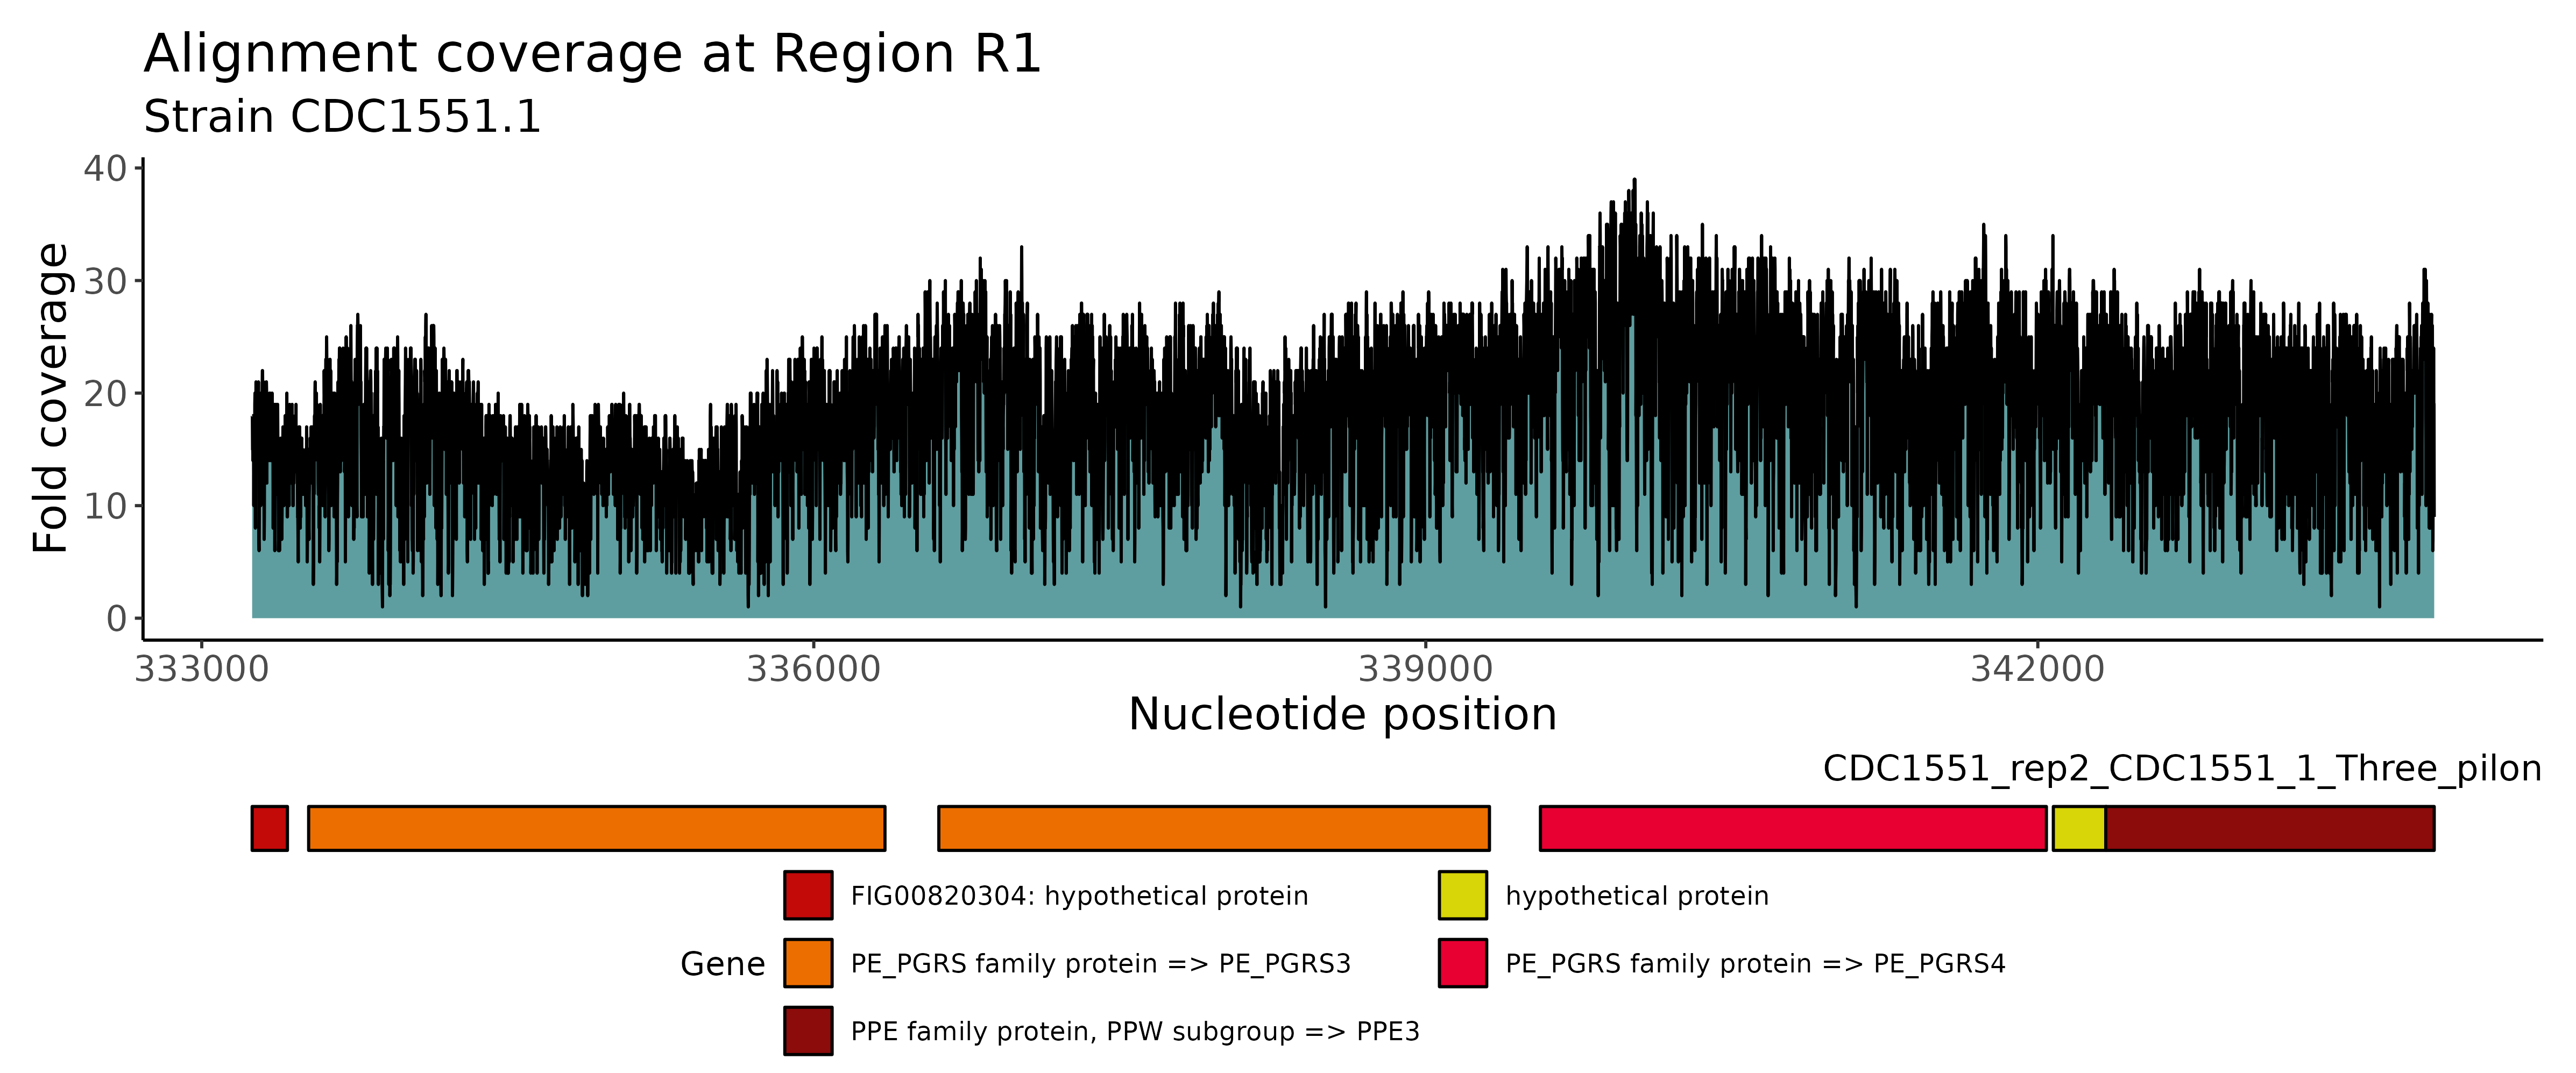 Alignment coverage at Region R1
Strain CDC1551.1
Fold coverage
40
30
20
10
0
333000 336000 339000 342000
Nucleotide position
CDC1551_rep2_CDC1551_1_Three_pilon
Gene
FIG00820304: hypothetical protein
PE_PGRS family protein => PE_PGRS3
PPE family protein, PPW subgroup => PPE3
hypothetical protein
PE_PGRS family protein => PE_PGRS4